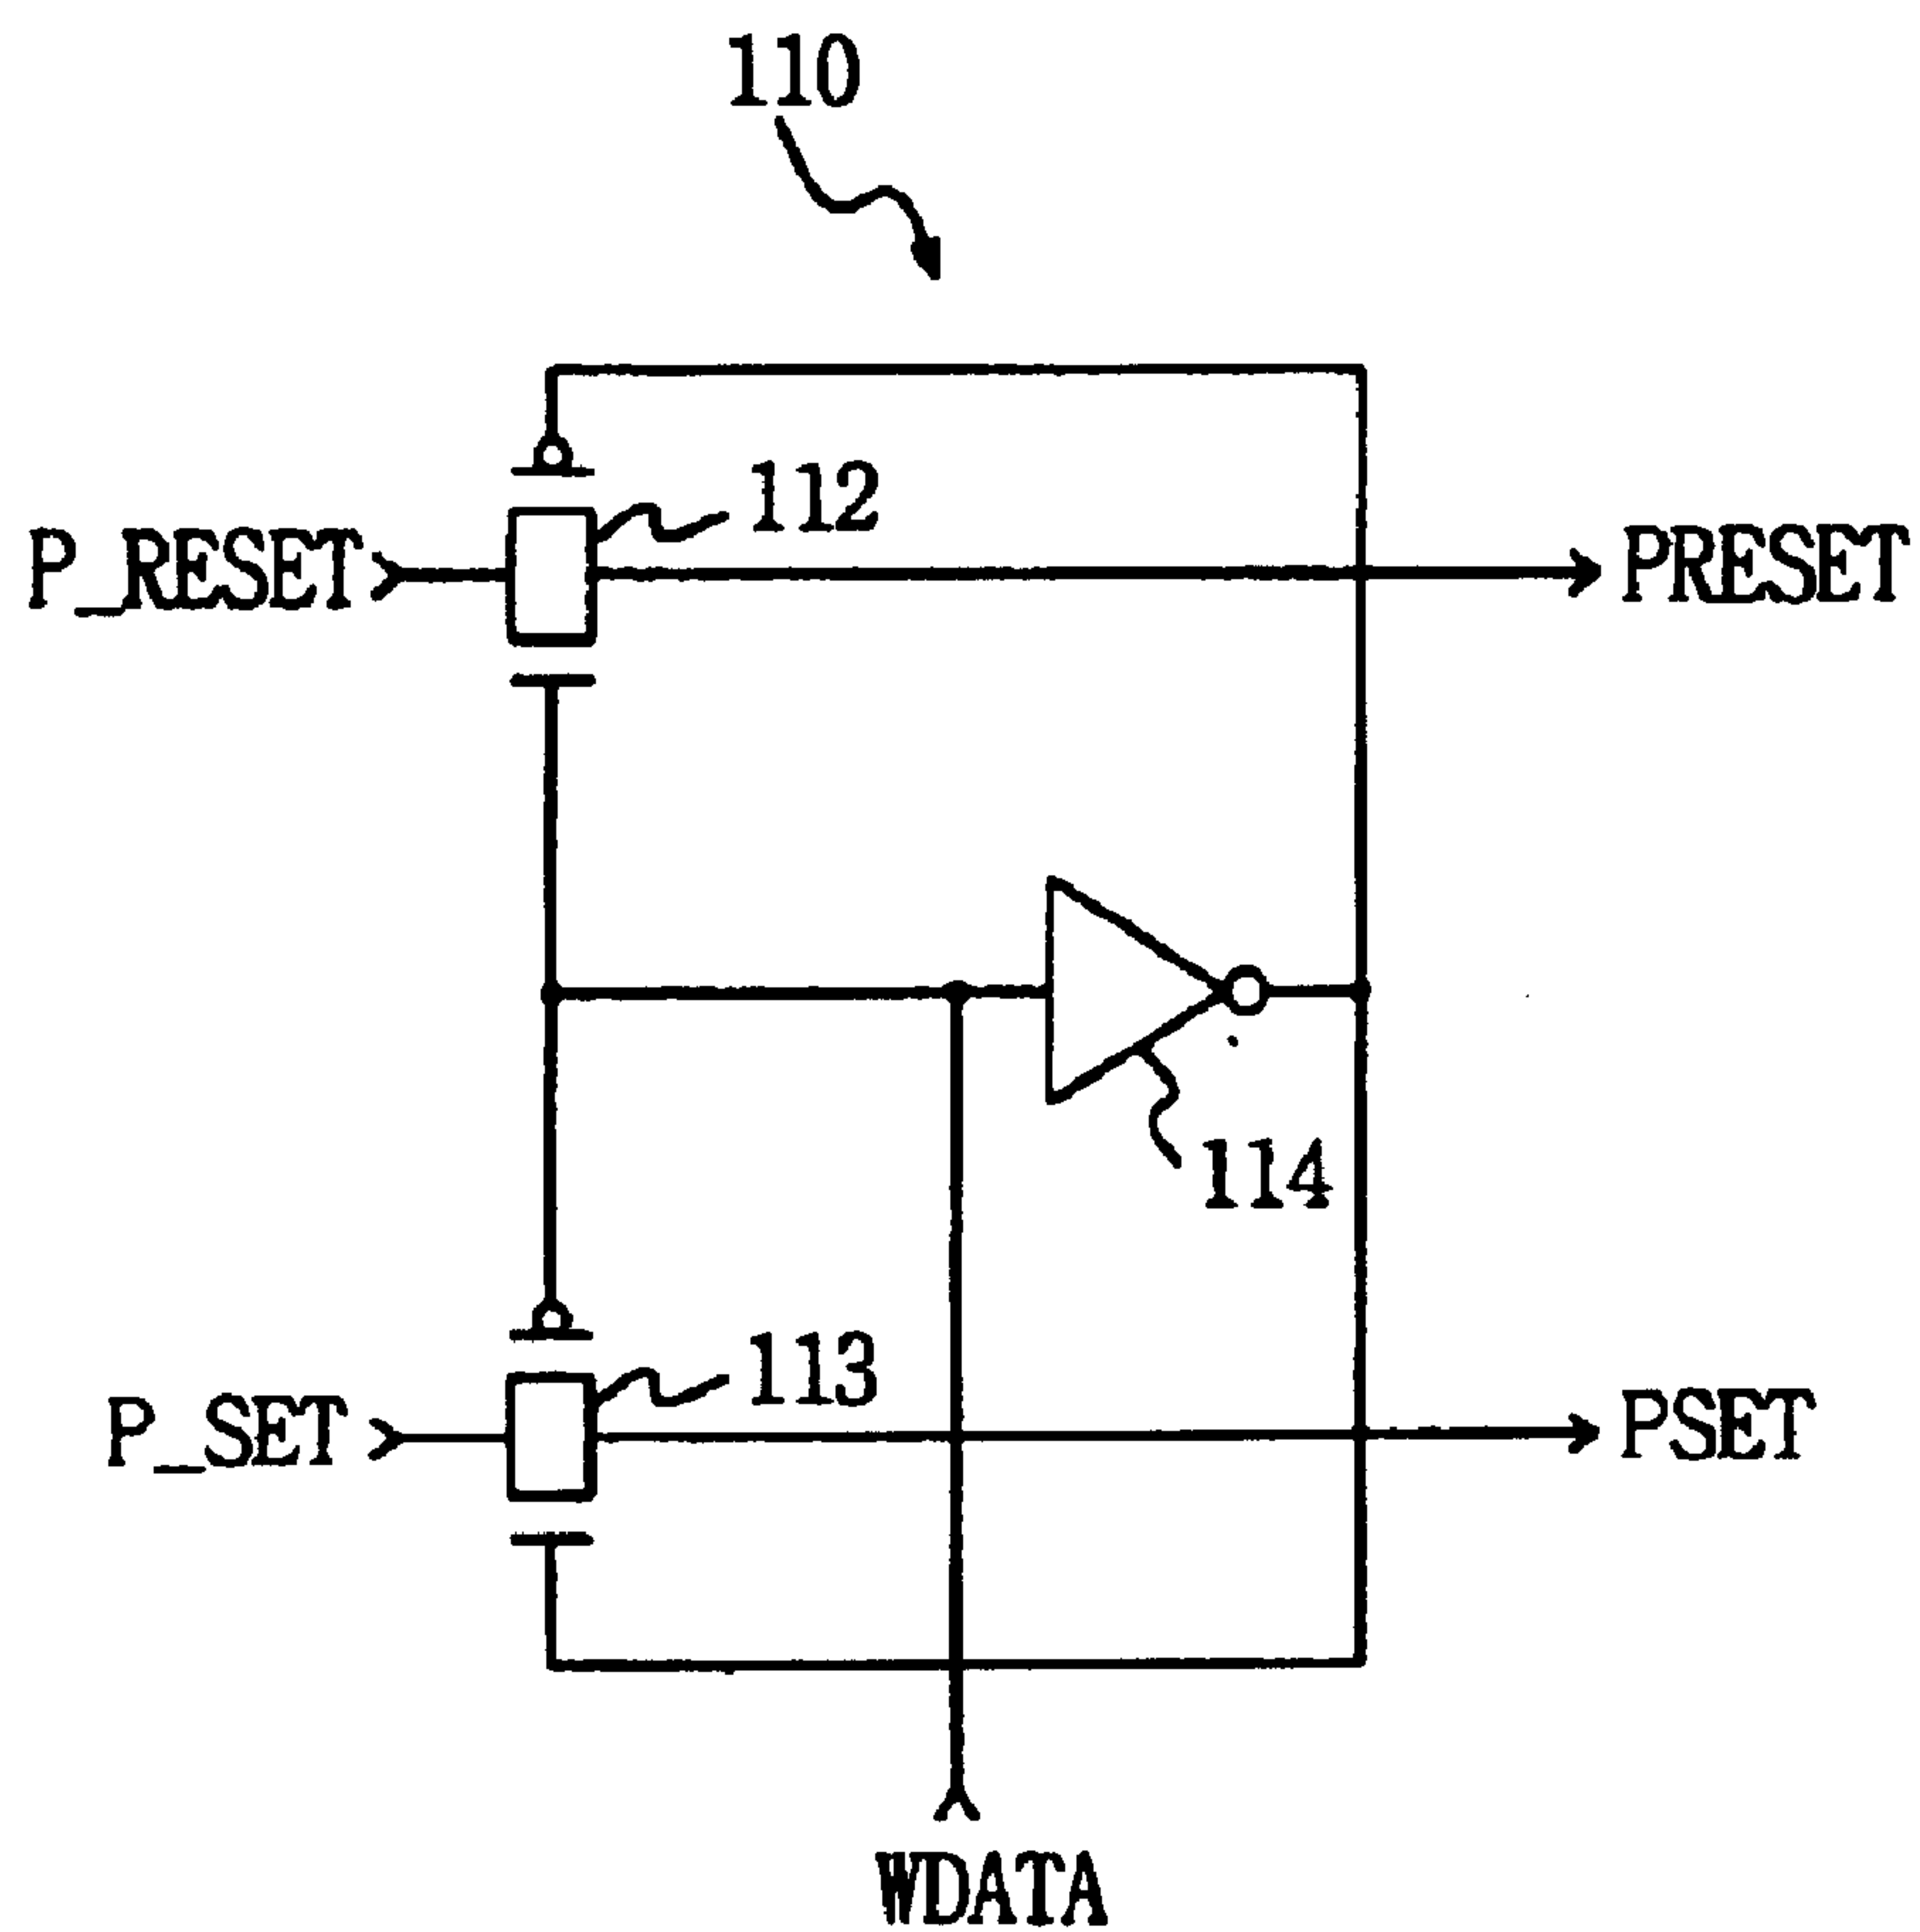 110
112
P_RESET
PRESET
114
113
P_SET
PSET
WDATA